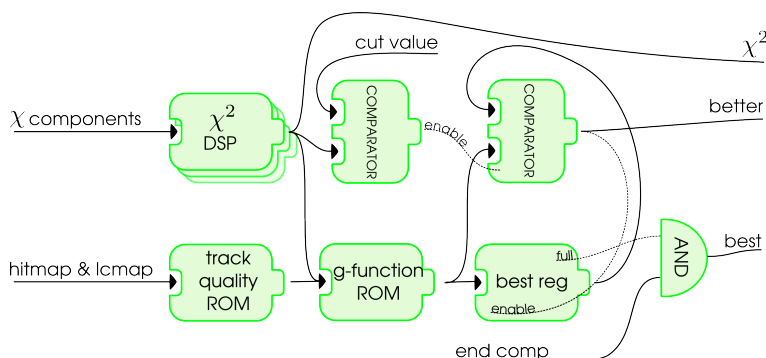 cut value
χ²
χ components
χ²
DSP
COMPARATOR
enable
COMPARATOR
better
hitmap & lcmap
track
quality
ROM
g-function
ROM
full
best reg
enable
AND
best
end comp